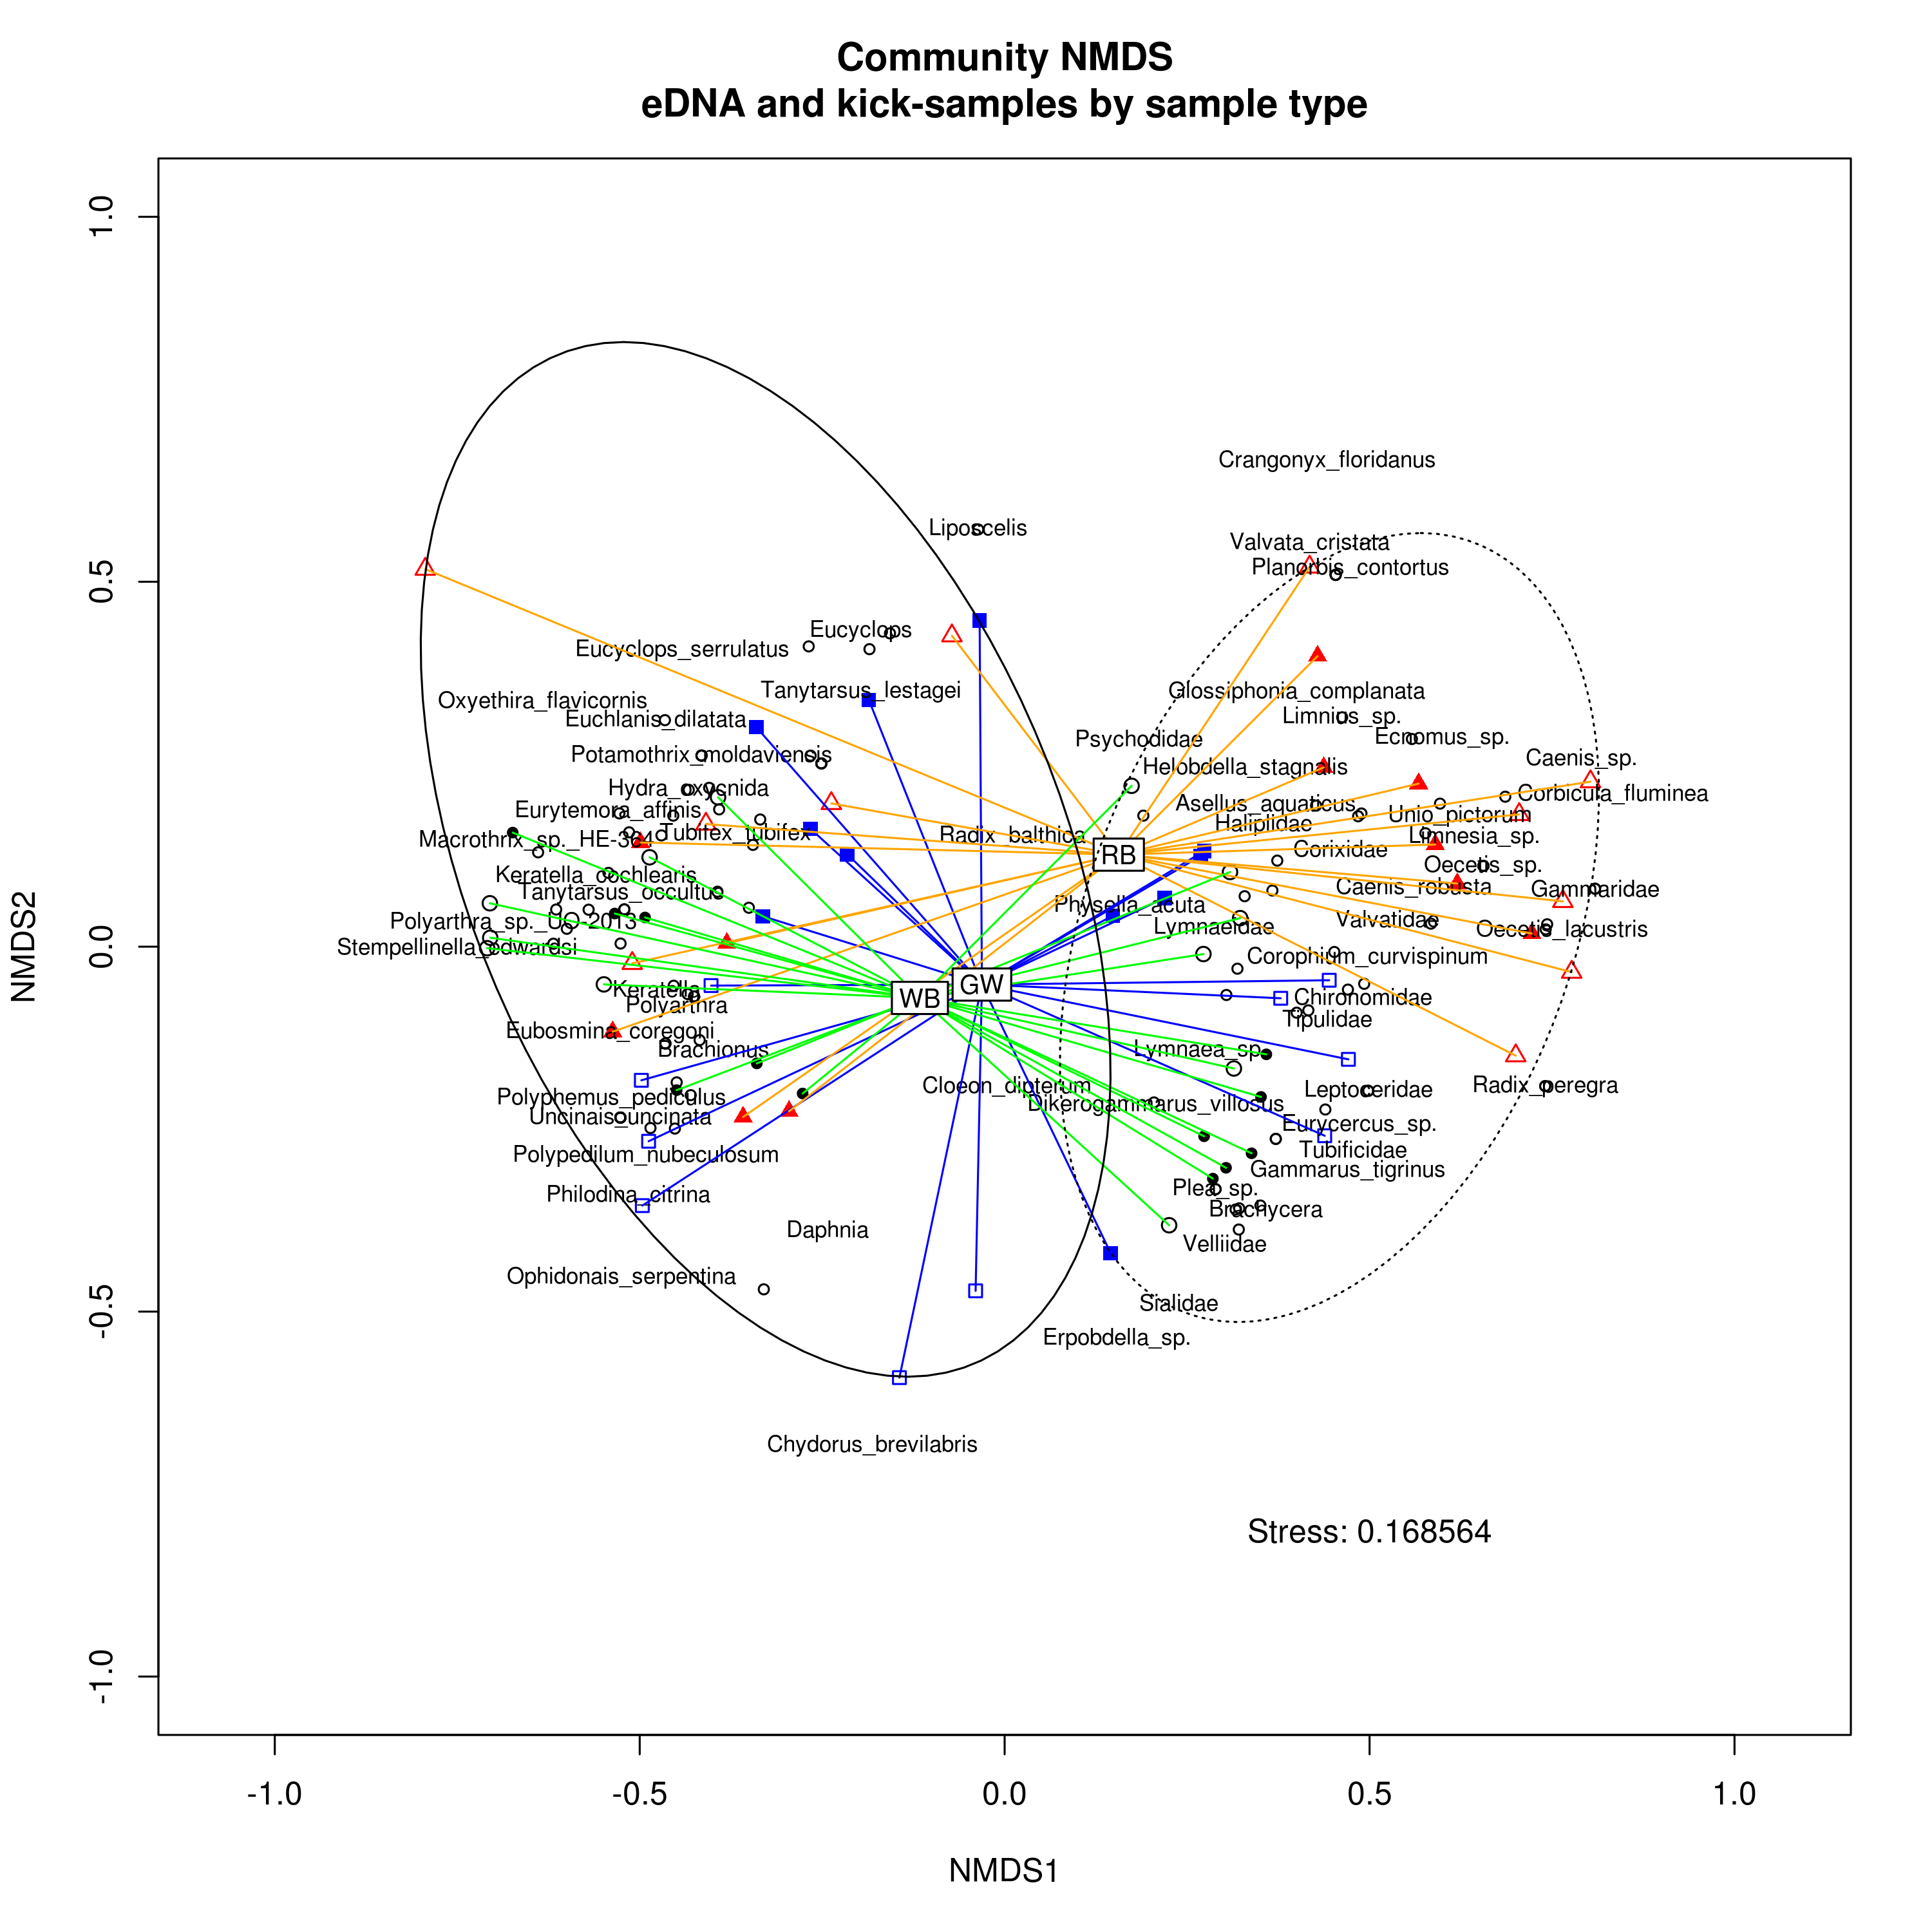 Community NMDS
eDNA and kick-samples by sample type
1.0
0.5
0.0
-0.5
-1.0
NMDS2
Crangonyx_floridanus
Liposcelis
Valvata_cristata
Planorbis_contortus
Eucyclops
Eucyclops_serrulatus
Tanytarsus_lestagei
Glossiphonia_complanata
Oxyethira_flavicornis
Euchlanis_dilatata
Limnius_sp.
Psychodidae
Ecnomus_sp.
Potamothrix_moldaviensis
Caenis_sp.
Helobdella_stagnalis
Hydra_oxycnida
Corbicula_fluminea
Eurytemora_affinis
Asellus_aquaticus
Unio_pictorum
Haliplidae
Macrothrix_sp._HE-364
Tubifex_tubifex
Radix_balthica
Limnesia_sp.
RB
Corixidae
Oecetis_sp.
Keratella_cochlearis
Tanytarsus_occultus
Caenis_robusta
Gammaridae
Physella_acuta
Polyarthra_sp._UO-2013
Lymnaeidae
Valvatidae
Oecetis_lacustris
Stempellinella_edwardsi
Corophium_curvispinum
GW
WB
Keratella
Polyarthra
Chironomidae
Tipulidae
Eubosmina_coregoni
Brachionus
Lymnaea_sp.
Cloeon_dipterum
Leptoceridae
Radix_peregra
Polyphemus_pediculus
Dikerogammarus_villosus
Uncinais_uncinata
Eurycercus_sp.
Polypedilum_nubeculosum
Tubificidae
Gammarus_tigrinus
Philodina_citrina
Plea_sp.
Brachycera
Daphnia
Velliidae
Ophidonais_serpentina
Sialidae
Erpobdella_sp.
Chydorus_brevilabris
Stress: 0.168564
-1.0
-0.5
0.0
0.5
1.0
NMDS1